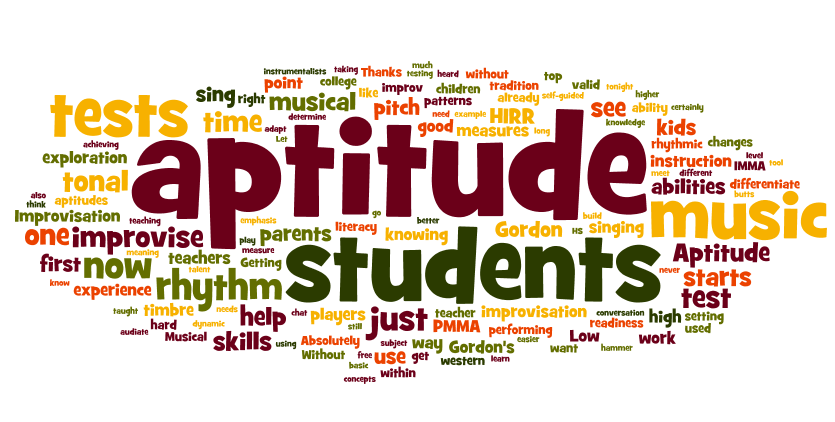 instrumentalists taking Thanks much testing heard without top
point college like improv children tradition valid tonight
sing right musical determine pitch patterns already self-guided higher
tests time adapt Let need example HIRR see ability certainly
good measures long knowledge kids
achieving aptitude rhythmic changes
exploration instruction IMMA level tool
tonal meet different
also aptitudes abilities differentiate butts
think Improvisation teaching emphasis go better build music
one improvise play parents literacy knowing Gordon HS singing
meaning measure students Aptitude
first now teachers Getting never starts
know experience talent rhythm test
taught timbre needs help chat players just teacher improvisation conversation high setting
audiate hard dynamic still PMMA performing readiness used
Musical skills using Absolutely subject way easier Low work
Without free use get Gordon's want hammer
basic western learn
concepts within